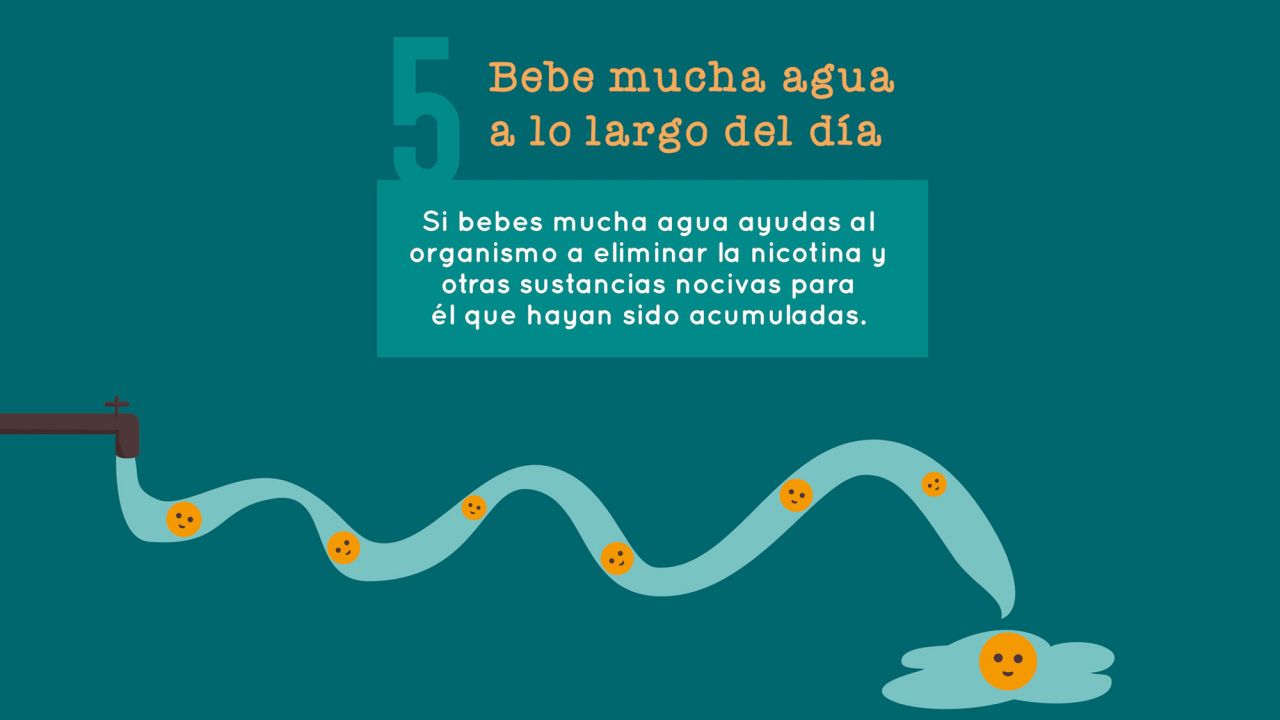 5
Bebe mucha agua
a lo largo del día
Si bebes mucha agua ayudas al
organismo a eliminar la nicotina y
otras sustancias nocivas para
él que hayan sido acumuladas.